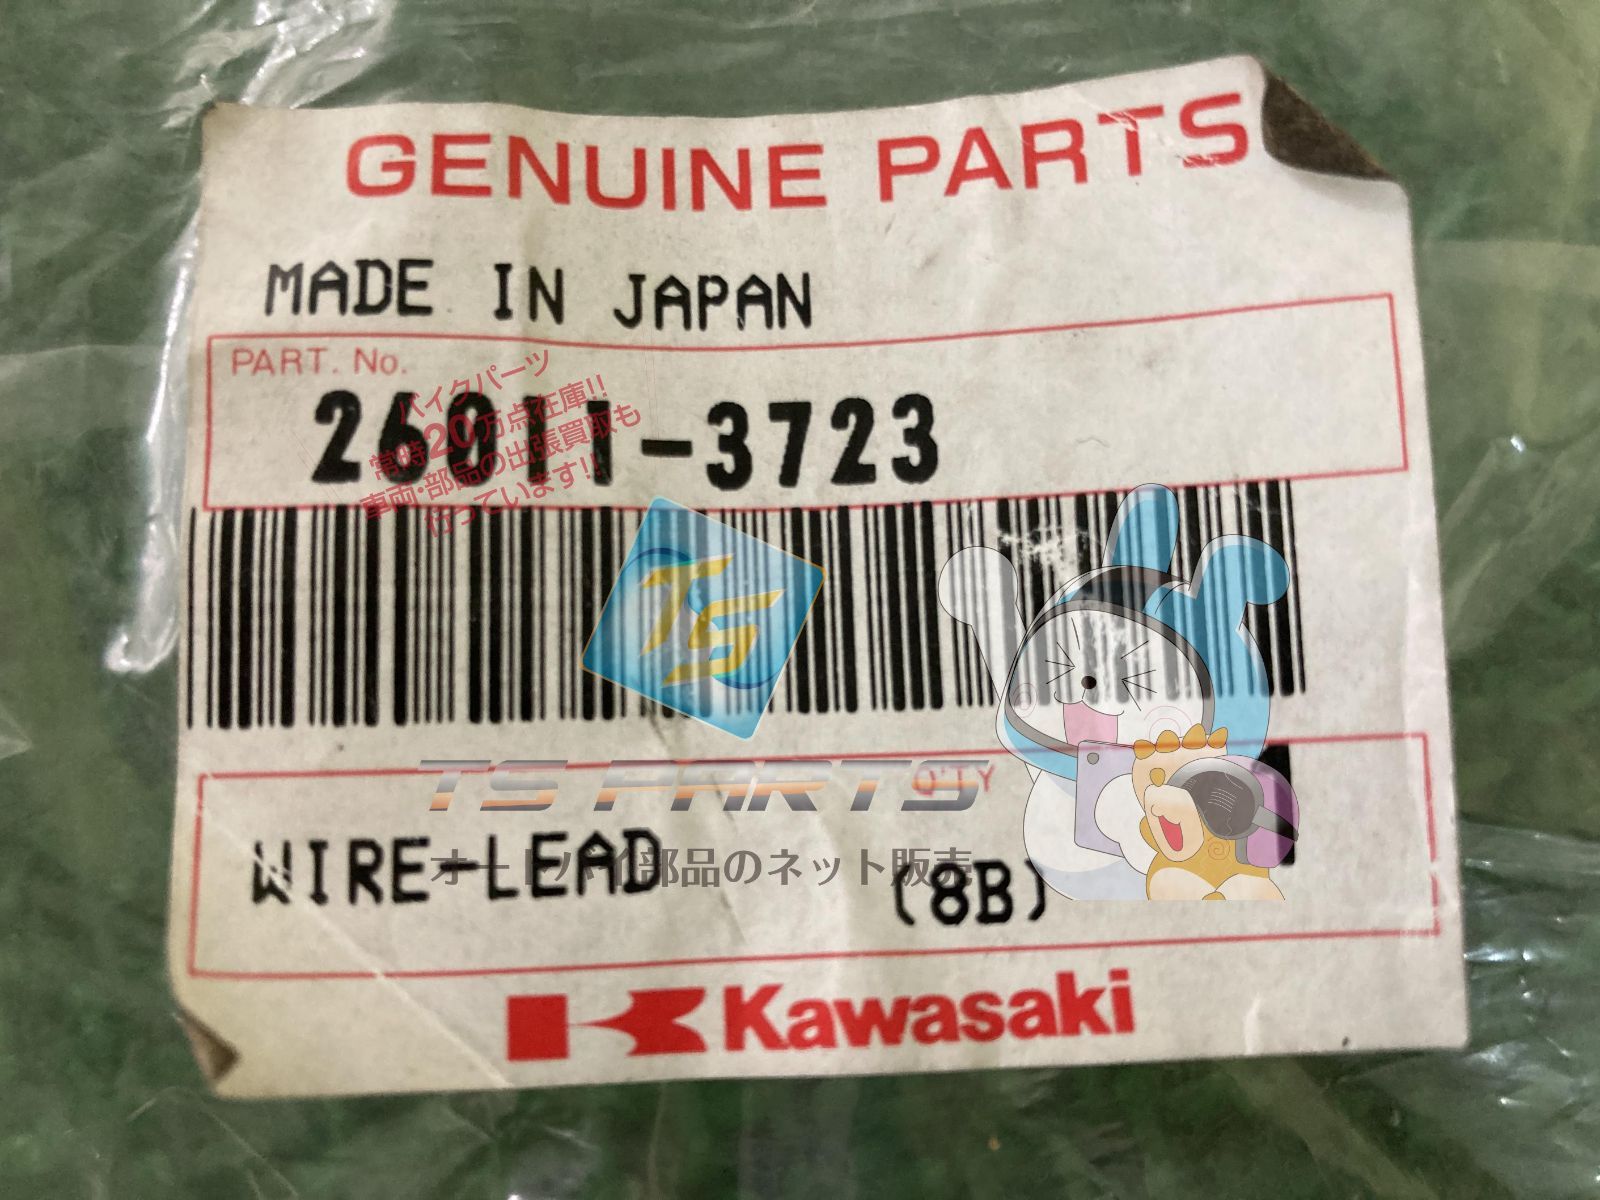 GENUINE PARTS
MADE IN JAPAN
PART. No.
26011-3723
バイクパーツ
常時20万点在庫!!
車両・部品の出張買取も
行っています!!
TS
TS PARTS
Q'TY
オートバイ部品のネット販売
WIRE-LEAD
(8B)
Kawasaki